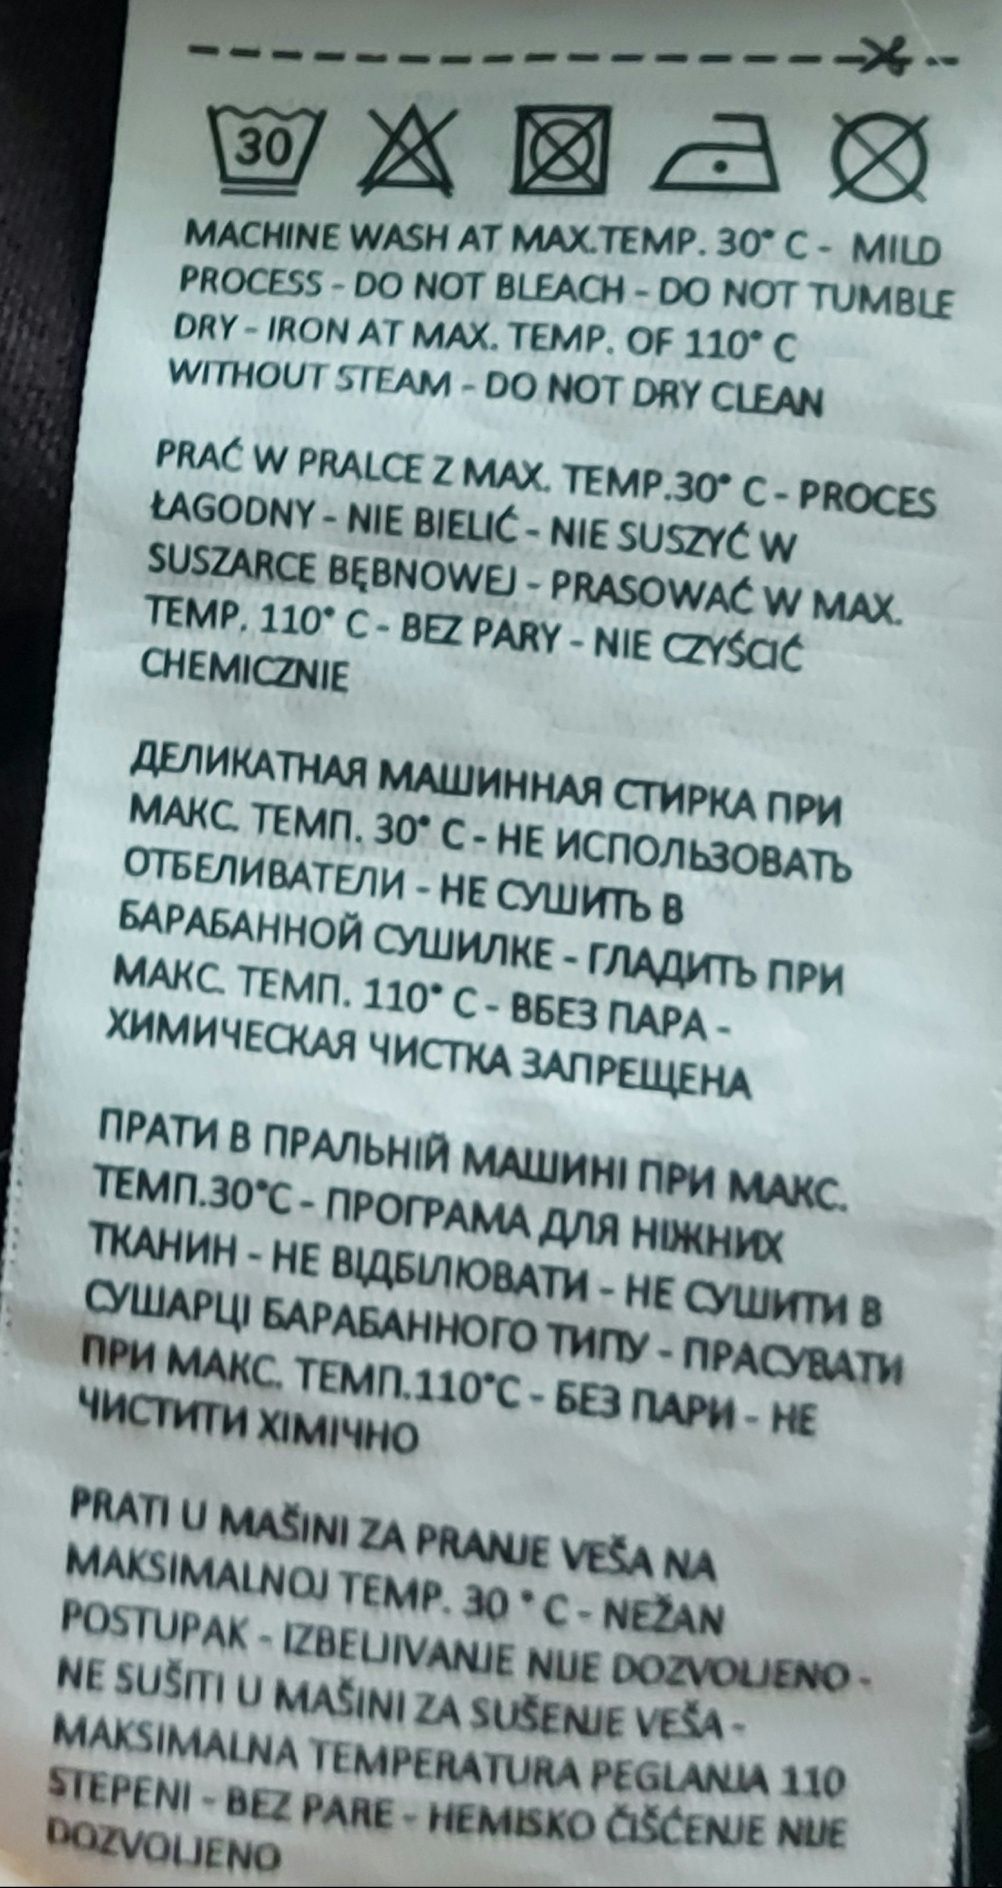 30
MACHINE WASH AT MAX.TEMP. 30° C - MILD
PROCESS - DO NOT BLEACH - DO NOT TUMBLE
DRY - IRON AT MAX. TEMP. OF 110° C
WITHOUT STEAM - DO NOT DRY CLEAN
PRAĆ W PRALCE Z MAX. TEMP.30° C - PROCES
ŁAGODNY - NIE BIELIĆ - NIE SUSZYĆ W
SUSZARCE BĘBNOWEJ - PRASOWAĆ W MAX.
TEMP. 110° C - BEZ PARY - NIE CZYŚCIĆ
CHEMICZNIE
ДЕЛИКАТНАЯ МАШИННАЯ СТИРКА ПРИ
МАКС. ТЕМП. 30° C - НЕ ИСПОЛЬЗОВАТЬ
ОТБЕЛИВАТЕЛИ - НЕ СУШИТЬ В
БАРАБАННОЙ СУШИЛКЕ - ГЛАДИТЬ ПРИ
МАКС. ТЕМП. 110° C - ВБЕЗ ПАРА -
ХИМИЧЕСКАЯ ЧИСТКА ЗАПРЕЩЕНА
ПРАТИ В ПРАЛЬНІЙ МАШИНІ ПРИ МАКС.
ТЕМП.30°C - ПРОГРАМА ДЛЯ НІЖНИХ
ТКАНИН - НЕ ВІДБІЛЮВАТИ - НЕ СУШИТИ В
СУШАРЦІ БАРАБАННОГО ТИПУ - ПРАСУВАТИ
ПРИ МАКС. ТЕМП.110°C - БЕЗ ПАРИ - НЕ
ЧИСТИТИ ХІМІЧНО
PRATI U MAŠINI ZA PRANJE VEŠA NA
MAKSIMALNOJ TEMP. 30 ° C - NEŽAN
POSTUPAK - IZBELJIVANJE NIJE DOZVOLJENO -
NE SUŠITI U MAŠINI ZA SUŠENJE VEŠA -
MAKSIMALNA TEMPERATURA PEGLANJA 110
STEPENI - BEZ PARE - HEMISKO ČIŠĆENJE NIJE
DOZVOLJENO